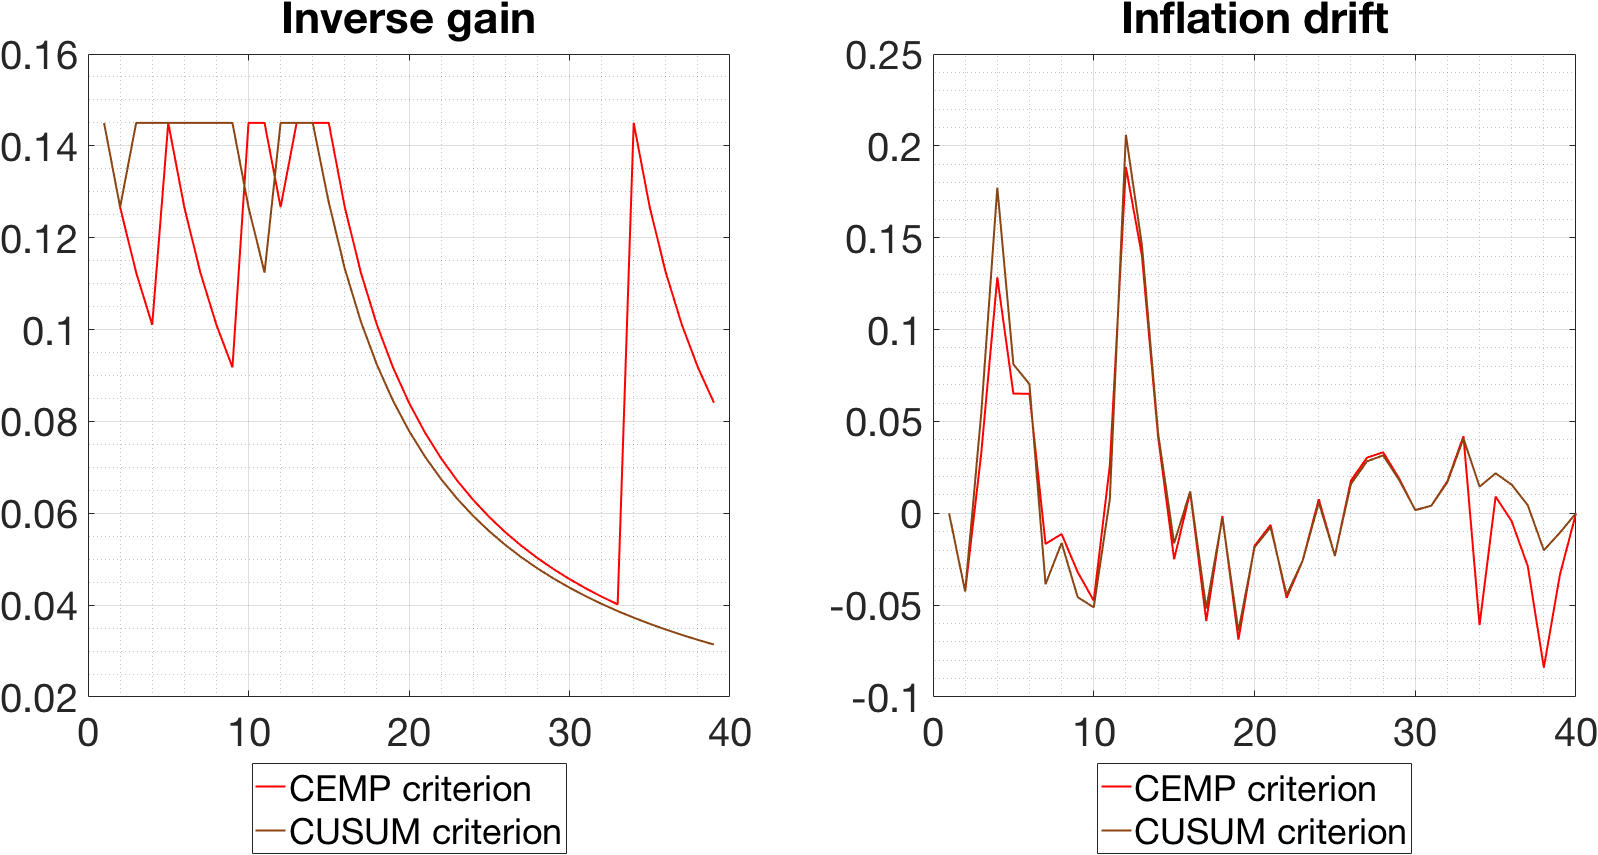 Inverse gain
0.16
0.14
0.12
0.1
0.08
0.06
0.04
0.02
0 10 20 30 40
CEMP criterion
CUSUM criterion
Inflation drift
0.25
0.2
0.15
0.1
0.05
0
-0.05
-0.1
0 10 20 30 40
CEMP criterion
CUSUM criterion